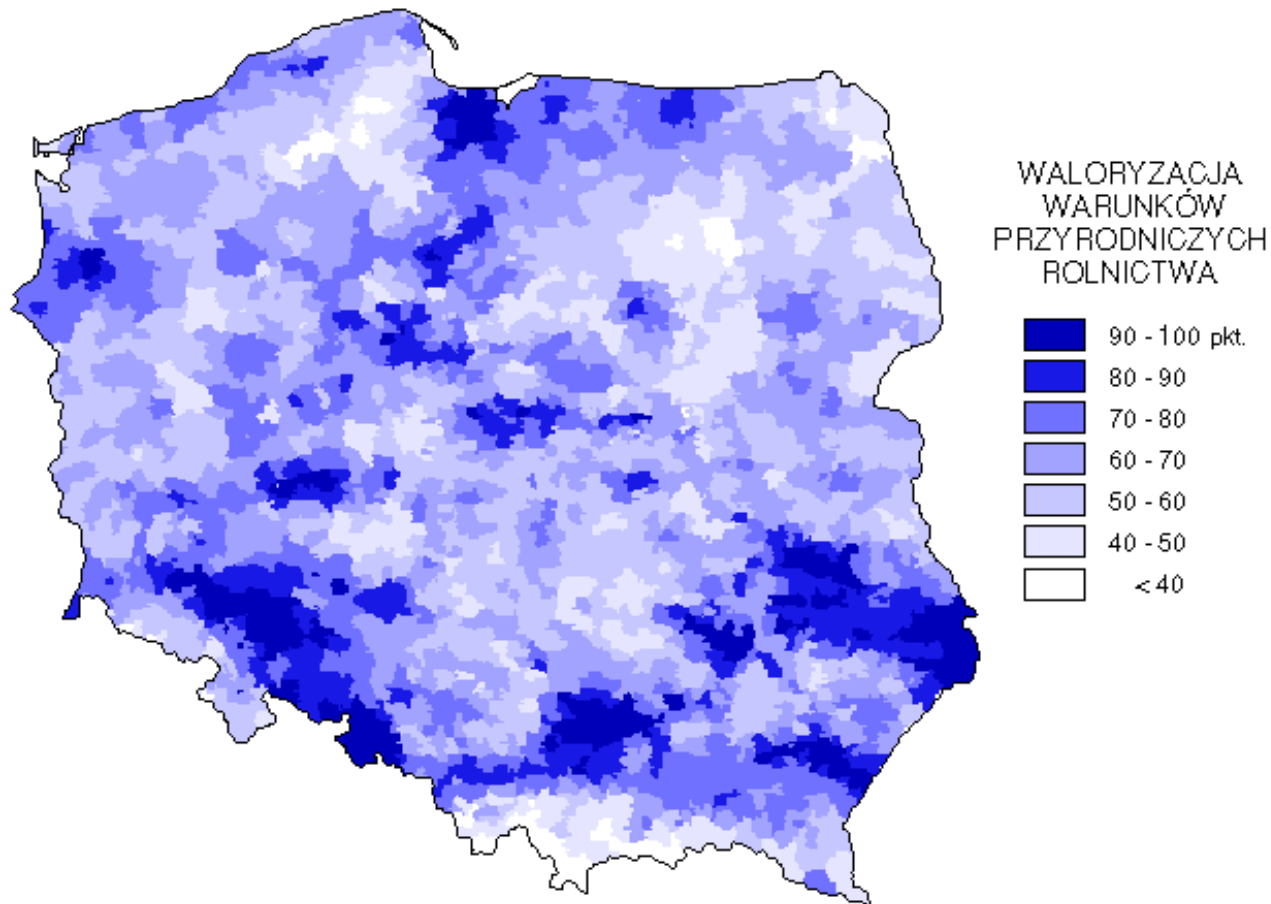 WALORYZACJA
WARUNKÓW
PRZYRODNICZYCH
ROLNICTWA
90 - 100 pkt.
80 - 90
70 - 80
60 - 70
50 - 60
40 - 50
< 40